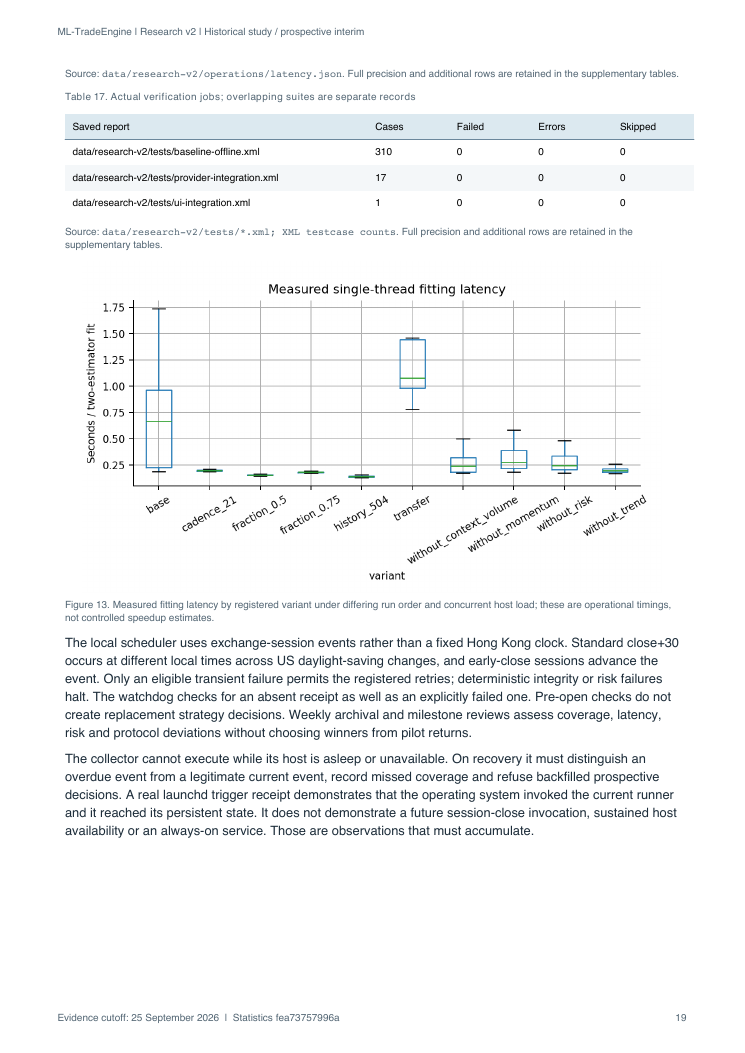 ML-TradeEngine | Research v2 | Historical study / prospective interim
Source: data/research-v2/operations/latency.json. Full precision and additional rows are retained in the supplementary tables.
Table 17. Actual verification jobs; overlapping suites are separate records
Saved report Cases Failed Errors Skipped
data/research-v2/tests/baseline-offline.xml 310 0 0 0
data/research-v2/tests/provider-integration.xml 17 0 0 0
data/research-v2/tests/ui-integration.xml 1 0 0 0
Source: data/research-v2/tests/*.xml; XML testcase counts. Full precision and additional rows are retained in the
supplementary tables.
Measured single-thread fitting latency
Seconds / two-estimator fit
1.75
1.50
1.25
1.00
0.75
0.50
0.25
base
cadence_21
fraction_0.5
fraction_0.75
history_504
transfer
without_context_volume
without_momentum
without_risk
without_trend
variant
Figure 13. Measured fitting latency by registered variant under differing run order and concurrent host load; these are operational timings,
not controlled speedup estimates.
The local scheduler uses exchange-session events rather than a fixed Hong Kong clock. Standard close+30
occurs at different local times across US daylight-saving changes, and early-close sessions advance the
event. Only an eligible transient failure permits the registered retries; deterministic integrity or risk failures
halt. The watchdog checks for an absent receipt as well as an explicitly failed one. Pre-open checks do not
create replacement strategy decisions. Weekly archival and milestone reviews assess coverage, latency,
risk and protocol deviations without choosing winners from pilot returns.
The collector cannot execute while its host is asleep or unavailable. On recovery it must distinguish an
overdue event from a legitimate current event, record missed coverage and refuse backfilled prospective
decisions. A real launchd trigger receipt demonstrates that the operating system invoked the current runner
and it reached its persistent state. It does not demonstrate a future session-close invocation, sustained host
availability or an always-on service. Those are observations that must accumulate.
Evidence cutoff: 25 September 2026 | Statistics fea73757996a 19